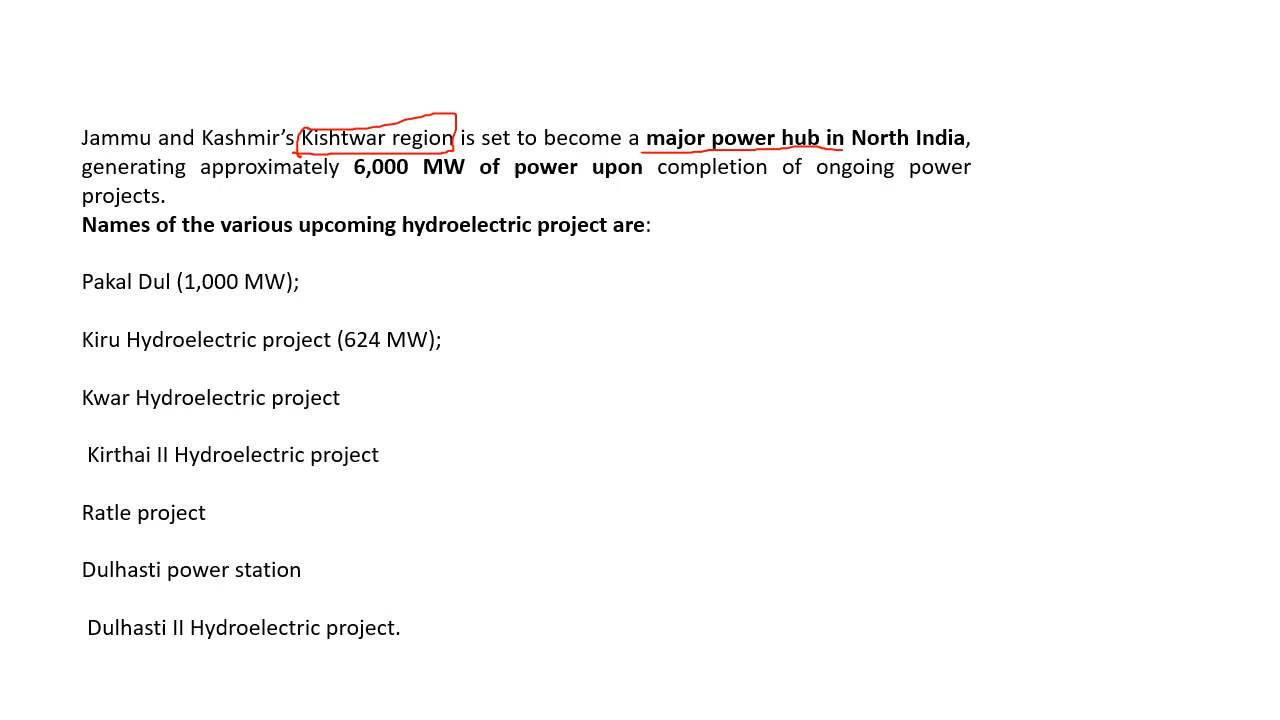 Jammu and Kashmir’s Kishtwar region is set to become a major power hub in North India,
generating approximately 6,000 MW of power upon completion of ongoing power
projects.
Names of the various upcoming hydroelectric project are:
Pakal Dul (1,000 MW);
Kiru Hydroelectric project (624 MW);
Kwar Hydroelectric project
Kirthai II Hydroelectric project
Ratle project
Dulhasti power station
Dulhasti II Hydroelectric project.